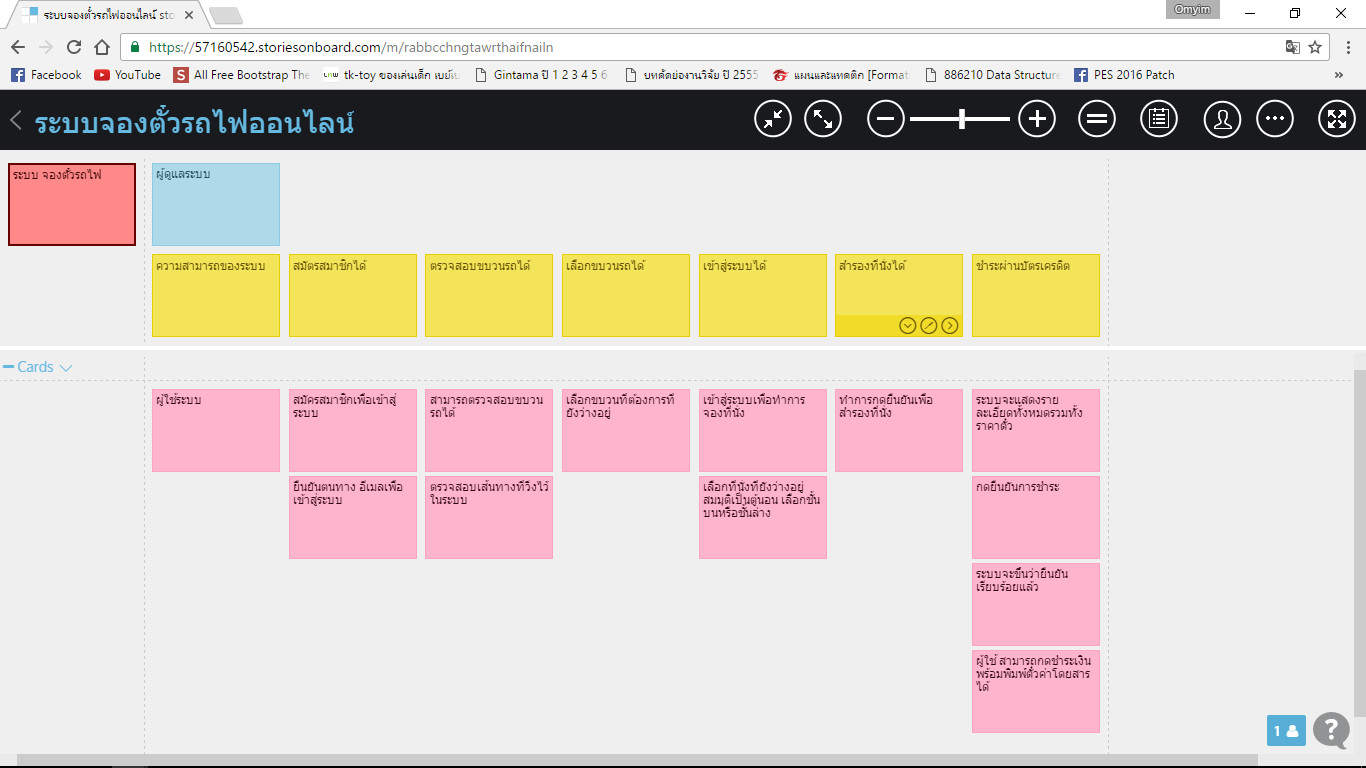 ระบบจองตั๋วรถไฟออนไลน์ sto
Omyim
https://57160542.storiesonboard.com/m/rabbcchngtawrthaifnailn
Facebook
YouTube
All Free Bootstrap The
tk-toy ของเล่นเด็ก เบย์เ
Gintama ปี 1 2 3 4 5 6
บทคัดย่องานวิจัย ปี 2555
แผนและแทคติก [Format
886210 Data Structure
PES 2016 Patch
»
ระบบจองตั๋วรถไฟออนไลน์
ระบบ จองตั๋วรถไฟ
ผู้ดูแลระบบ
ความสามารถของระบบ
สมัตรสมาชิกได้
ตรวจสอบขบวนรถได้
เลือกขบวนรถได้
เข้าสู่ระบบได้
สำรองที่นั่งได้
ชำระผ่านบัตรเครดิต
Cards
ผู้ใช้ระบบ
สมัครสมาชิกเพื่อเข้าสู่
ระบบ
สามารถตรวจสอบขบวน
รถได้
เลือกขบวนที่ต้องการที่
ยังว่างอยู่
เข้าสู่ระบบเพื่อทำการ
จองที่นั่ง
ทำการกดยืนยันเพื่อ
สำรองที่นั่ง
ระบบจะแสดงราย
ละเอียดทั้งหมดรวมทั้ง
ราคาตั๋ว
ยืนยันตนทาง อีเมลเพื่อ
เข้าสู่ระบบ
ตรวจสอบเส้นทางที่วิ่งไว้
ในระบบ
เลือกที่นั่งที่ยังว่างอยู่
สมมุติเป็นตู้นอน เลือกชั้น
บนหรือชั้นล่าง
กดยืนยันการชำระ
ระบบจะขึ้นว่ายืนยัน
เรียบร้อยแล้ว
ผู้ใช้ สามารถกดชำระเงิน
พร้อมพิมพ์ตั๋วค่าโดยสาร
ได้
1
?